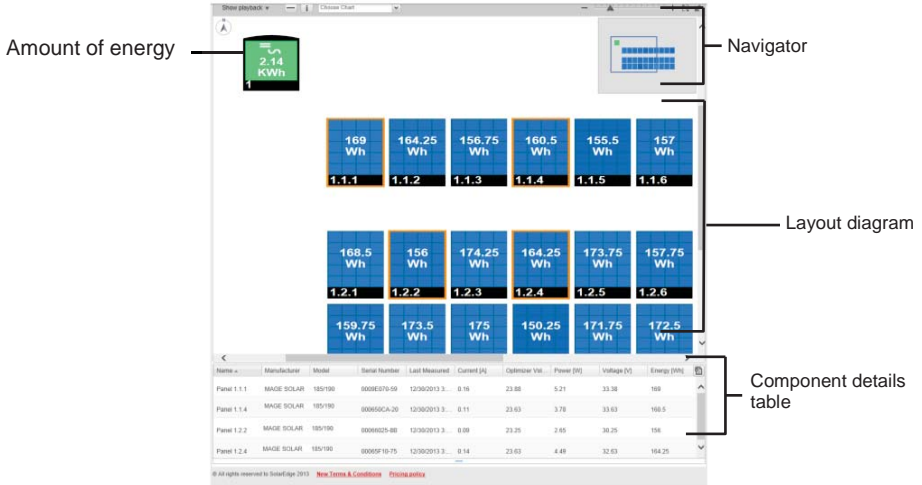 Show playback
Choose Chart
Amount of energy
2.14
KWh
1
Navigator
169
Wh
1.1.1
164.25
Wh
1.1.2
156.75
Wh
1.1.3
160.5
Wh
1.1.4
155.5
Wh
1.1.5
157
Wh
1.1.6
Layout diagram
168.5
Wh
1.2.1
156
Wh
1.2.2
174.25
Wh
1.2.3
164.25
Wh
1.2.4
173.75
Wh
1.2.5
157.75
Wh
1.2.6
159.75
Wh
173.5
Wh
175
Wh
150.25
Wh
171.75
Wh
172.5
Wh
Component details
table
Name Manufacturer Model Serial Number Last Measured Current [A] Optimizer Vol... Power [W] Voltage [V] Energy [Wh]
Panel 1.1.1 MAGE SOLAR 185/190 0009E070-59 12/30/2013 3:... 0.16 23.88 5.21 33.38 169
Panel 1.1.4 MAGE SOLAR 185/190 000650CA-20 12/30/2013 3:... 0.11 23.63 3.70 33.63 160.5
Panel 1.2.2 MAGE SOLAR 185/190 12/30/2013 3:... 0.09 23.25 2.65 30.25 156
Panel 1.2.4 MAGE SOLAR 185/190 00065F10-75 12/30/2013 3:... 0.14 23.63 4.49 32.63 164.25
© All rights reserved to SolarEdge 2013 New Terms & Conditions Pricing policy